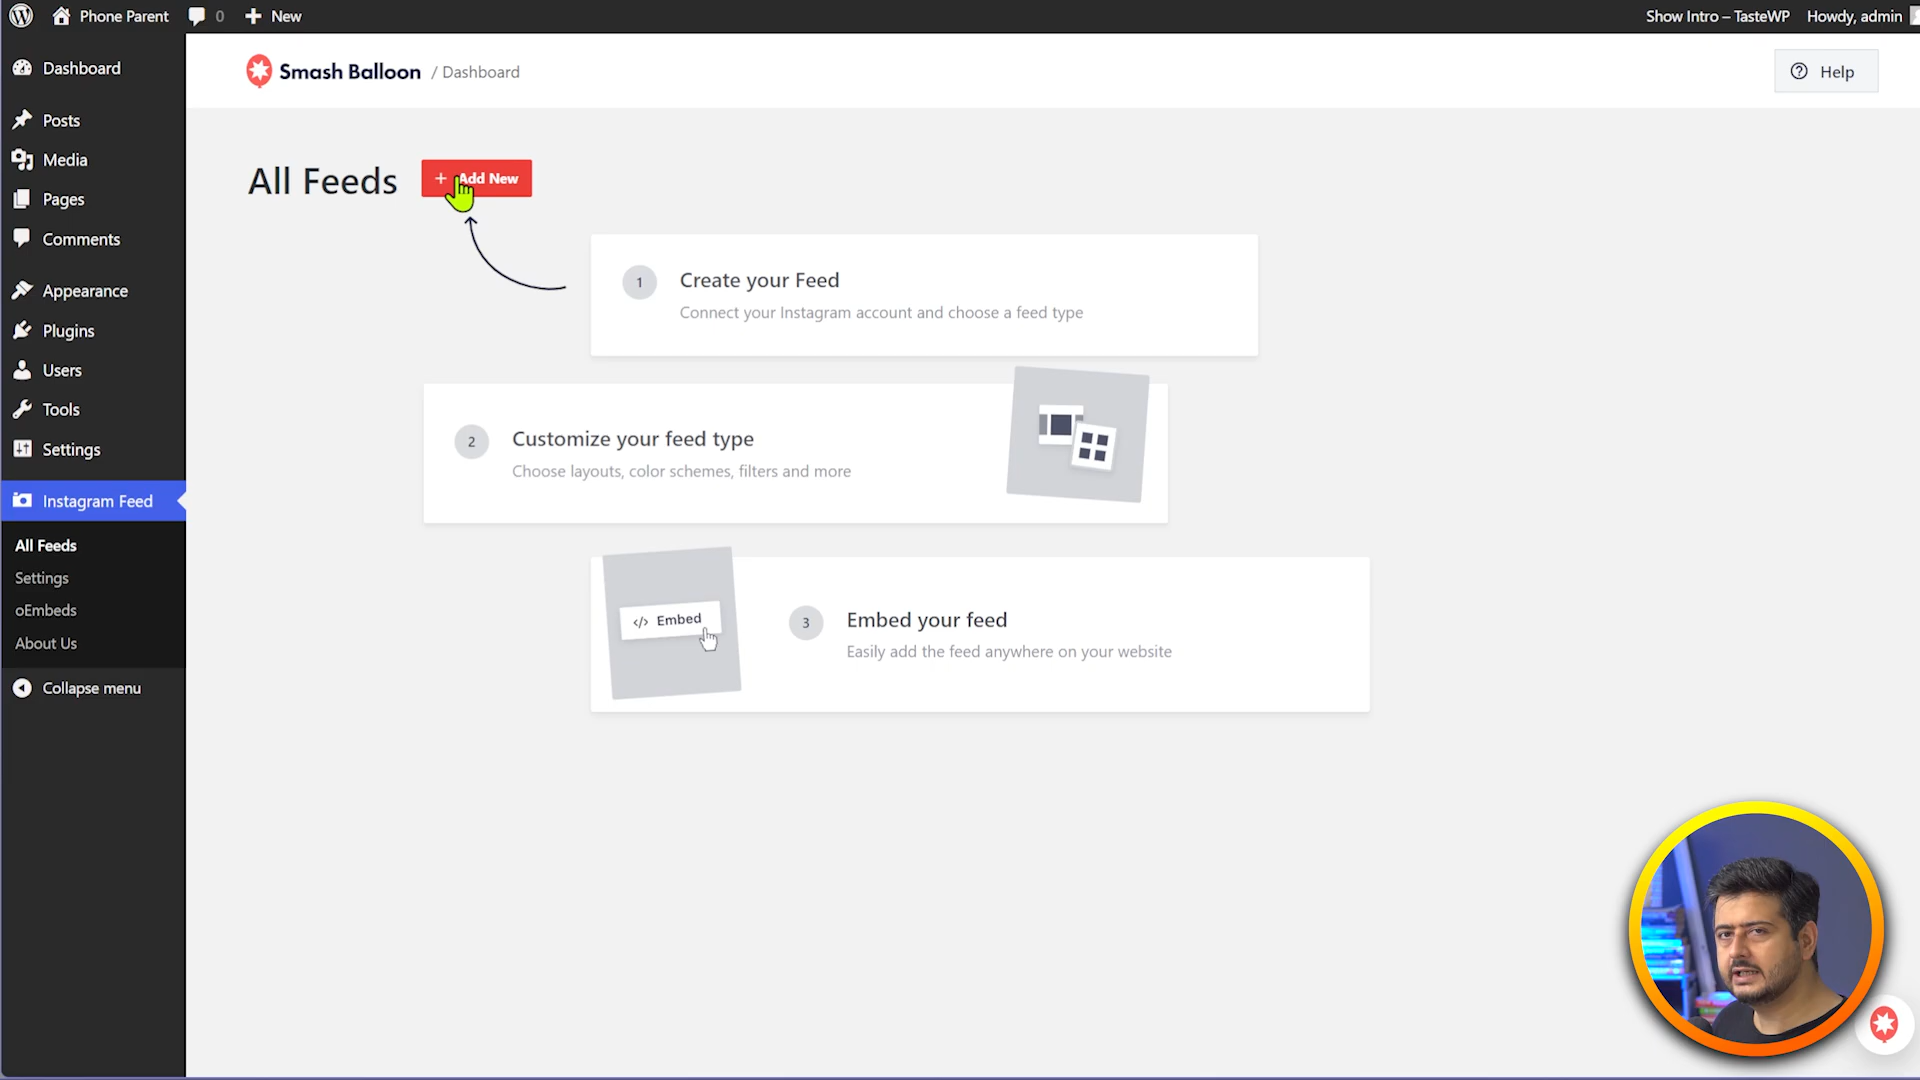 Phone Parent
0
New
Show Intro – TasteWP
Howdy, admin
Dashboard
Posts
Media
Pages
Comments
Appearance
Plugins
Users
Tools
Settings
Instagram Feed
All Feeds
Settings
oEmbeds
About Us
Collapse menu
Smash Balloon / Dashboard
Help
All Feeds
+ Add New
1
Create your Feed
Connect your Instagram account and choose a feed type
2
Customize your feed type
Choose layouts, color schemes, filters and more
</> Embed
3
Embed your feed
Easily add the feed anywhere on your website